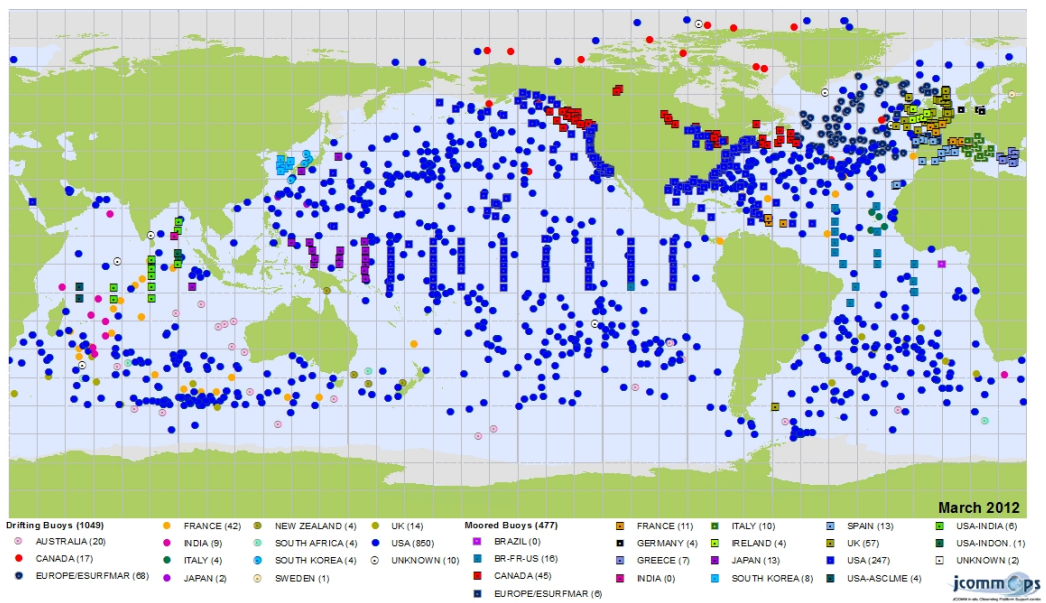 March 2012
Drifting Buoys (1049)
AUSTRALIA (20)
CANADA (17)
EUROPE/ESURFMAR (68)
FRANCE (42)
INDIA (9)
ITALY (4)
JAPAN (2)
NEW ZEALAND (4)
SOUTH AFRICA (4)
SOUTH KOREA (4)
SWEDEN (1)
UK (14)
USA (850)
UNKNOWN (10)
Moored Buoys (477)
BRAZIL (0)
BR-FR-US (16)
CANADA (45)
EUROPE/ESURFMAR (6)
FRANCE (11)
GERMANY (4)
GREECE (7)
INDIA (0)
ITALY (10)
IRELAND (4)
JAPAN (13)
SOUTH KOREA (8)
SPAIN (13)
UK (57)
USA (247)
USA-ASCLME (4)
USA-INDIA (6)
USA-INDON. (1)
UNKNOWN (2)
jcommops